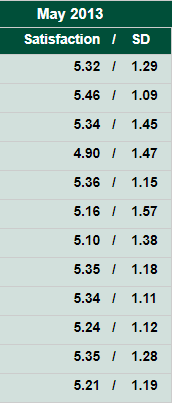 May 2013
Satisfaction / SD
5.32 / 1.29
5.46 / 1.09
5.34 / 1.45
4.90 / 1.47
5.36 / 1.15
5.16 / 1.57
5.10 / 1.38
5.35 / 1.18
5.34 / 1.11
5.24 / 1.12
5.35 / 1.28
5.21 / 1.19